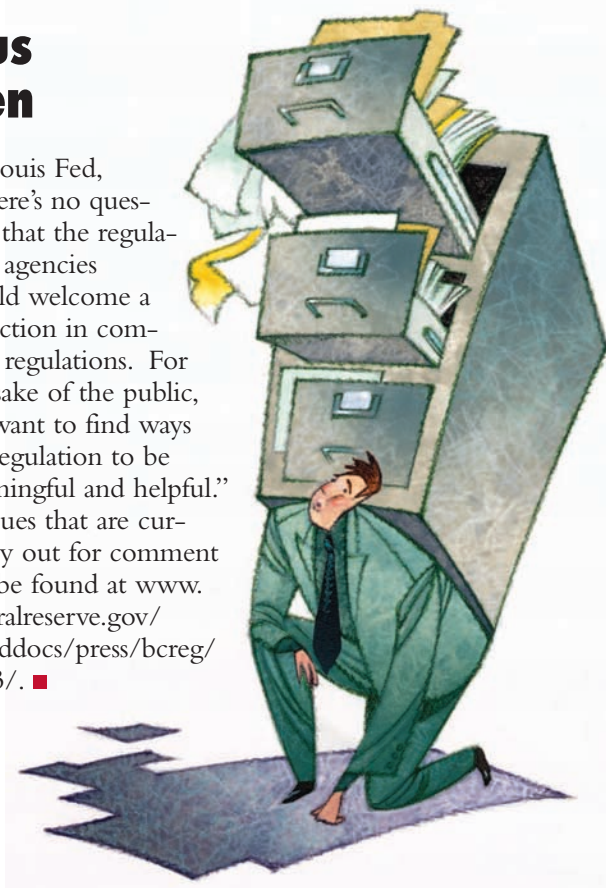 us
en
ouis Fed,
ere's no ques-
that the regula-
agencies
ld welcome a
ction in com-
regulations. For
ake of the public,
want to find ways
egulation to be
ningful and helpful."
ues that are cur-
y out for comment
be found at www.
ralreserve.gov/
ddocs/press/bcreg/
3/.